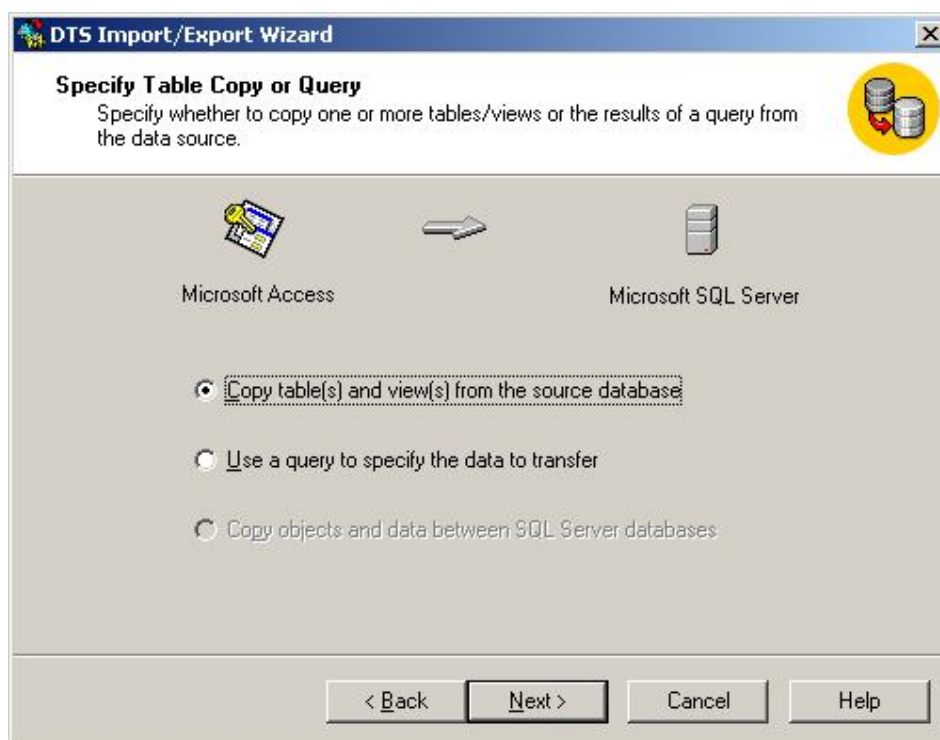 DTS Import/Export Wizard
Specify Table Copy or Query
Specify whether to copy one or more tables/views or the results of a query from
the data source.
Microsoft Access
Microsoft SQL Server
Copy table(s) and view(s) from the source database
Use a query to specify the data to transfer
Copy objects and data between SQL Server databases
< Back
Next >
Cancel
Help